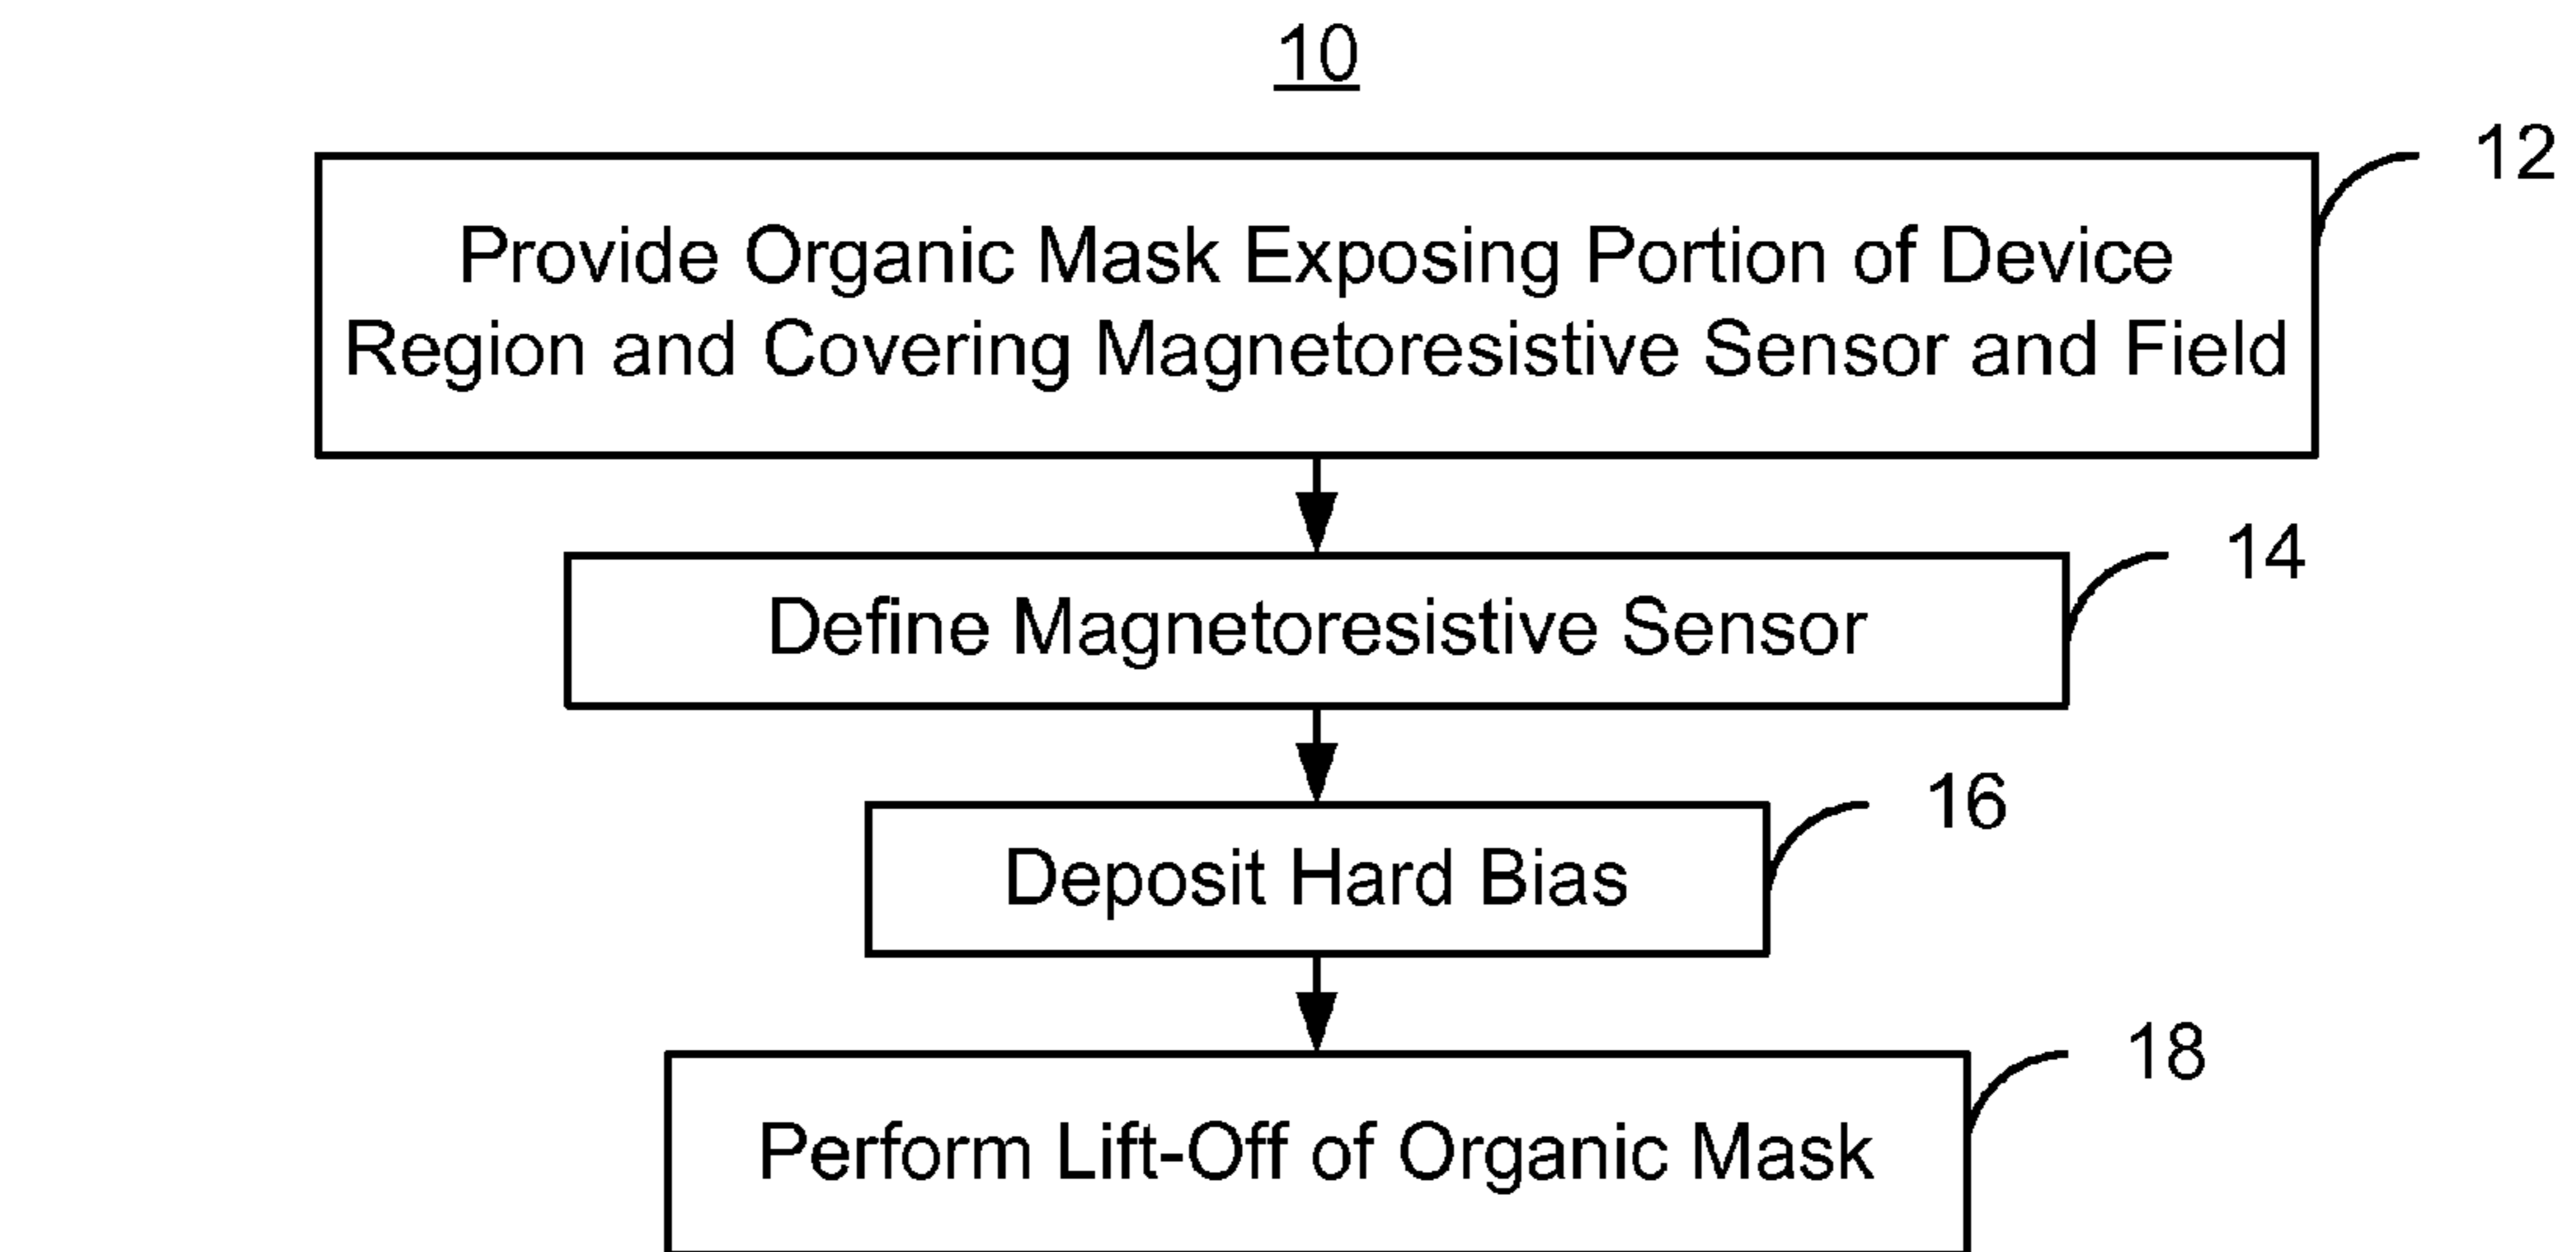 10
12
Provide Organic Mask Exposing Portion of Device
Region and Covering Magnetoresistive Sensor and Field
14
Define Magnetoresistive Sensor
16
Deposit Hard Bias
18
Perform Lift-Off of Organic Mask